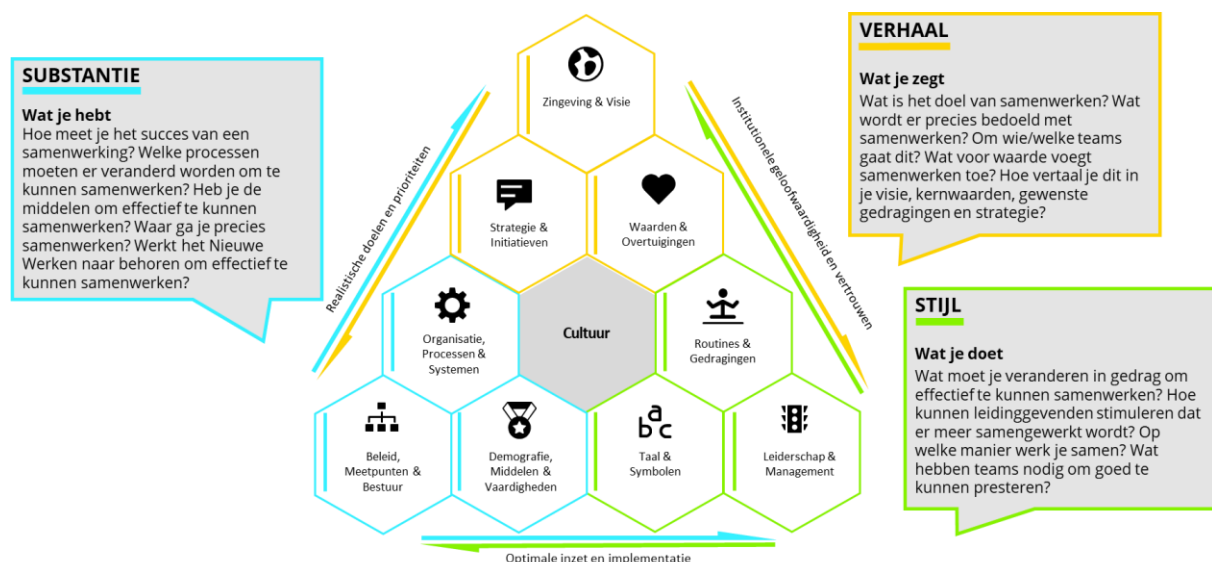 SUBSTANTIE
Wat je hebt
Hoe meet je het succes van een
samenwerking? Welke processen
moeten er veranderd worden om te
kunnen samenwerken? Heb je de
middelen om effectief te kunnen
samenwerken? Waar ga je precies
samenwerken? Werkt het Nieuwe
Werken naar behoren om effectief te
kunnen samenwerken?
Realistische doelen en prioriteiten
Zingeving & Visie
Strategie &
Initiatieven
Waarden &
Overtuigingen
Organisatie,
Processen &
Systemen
Cultuur
Routines &
Gedragingen
Beleid,
Meetpunten &
Bestuur
Demografie,
Middelen &
Vaardigheden
a
b c
Taal &
Symbolen
Leiderschap &
Management
Optimale inzet en implementatie
Institutionele geloofwaardigheid en vertrouwen
VERHAAL
Wat je zegt
Wat is het doel van samenwerken? Wat
wordt er precies bedoeld met
samenwerken? Om wie/welke teams
gaat dit? Wat voor waarde voegt
samenwerken toe? Hoe vertaal je dit in
je visie, kernwaarden, gewenste
gedragingen en strategie?
STIJL
Wat je doet
Wat moet je veranderen in gedrag om
effectief te kunnen samenwerken? Hoe
kunnen leidinggevenden stimuleren dat
er meer samengewerkt wordt? Op
welke manier werk je samen? Wat
hebben teams nodig om goed te
kunnen presteren?